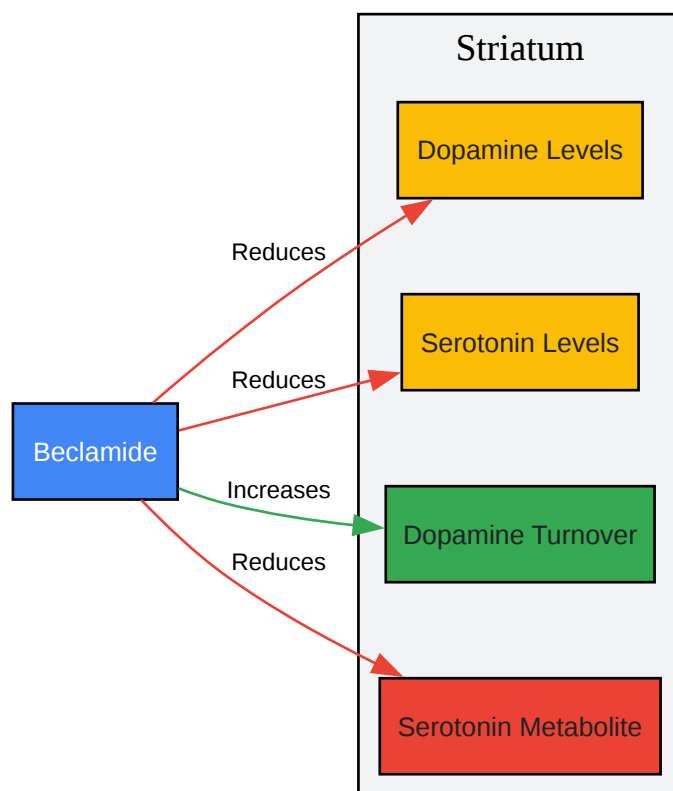 Striatum
Dopamine Levels
Reduces
Serotonin Levels
Reduces
Beclamide
Increases
Dopamine Turnover
Reduces
Serotonin Metabolite